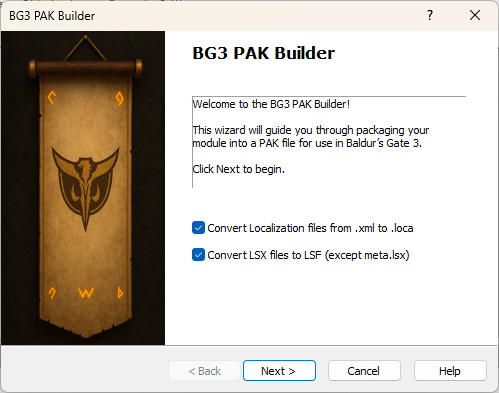 BG3 PAK Builder
?
BG3 PAK Builder
Welcome to the BG3 PAK Builder!
This wizard will guide you through packaging your
module into a PAK file for use in Baldur's Gate 3.
Click Next to begin.
Convert Localization files from .xml to .loca
Convert LSX files to LSF (except meta.lsx)
< Back
Next >
Cancel
Help